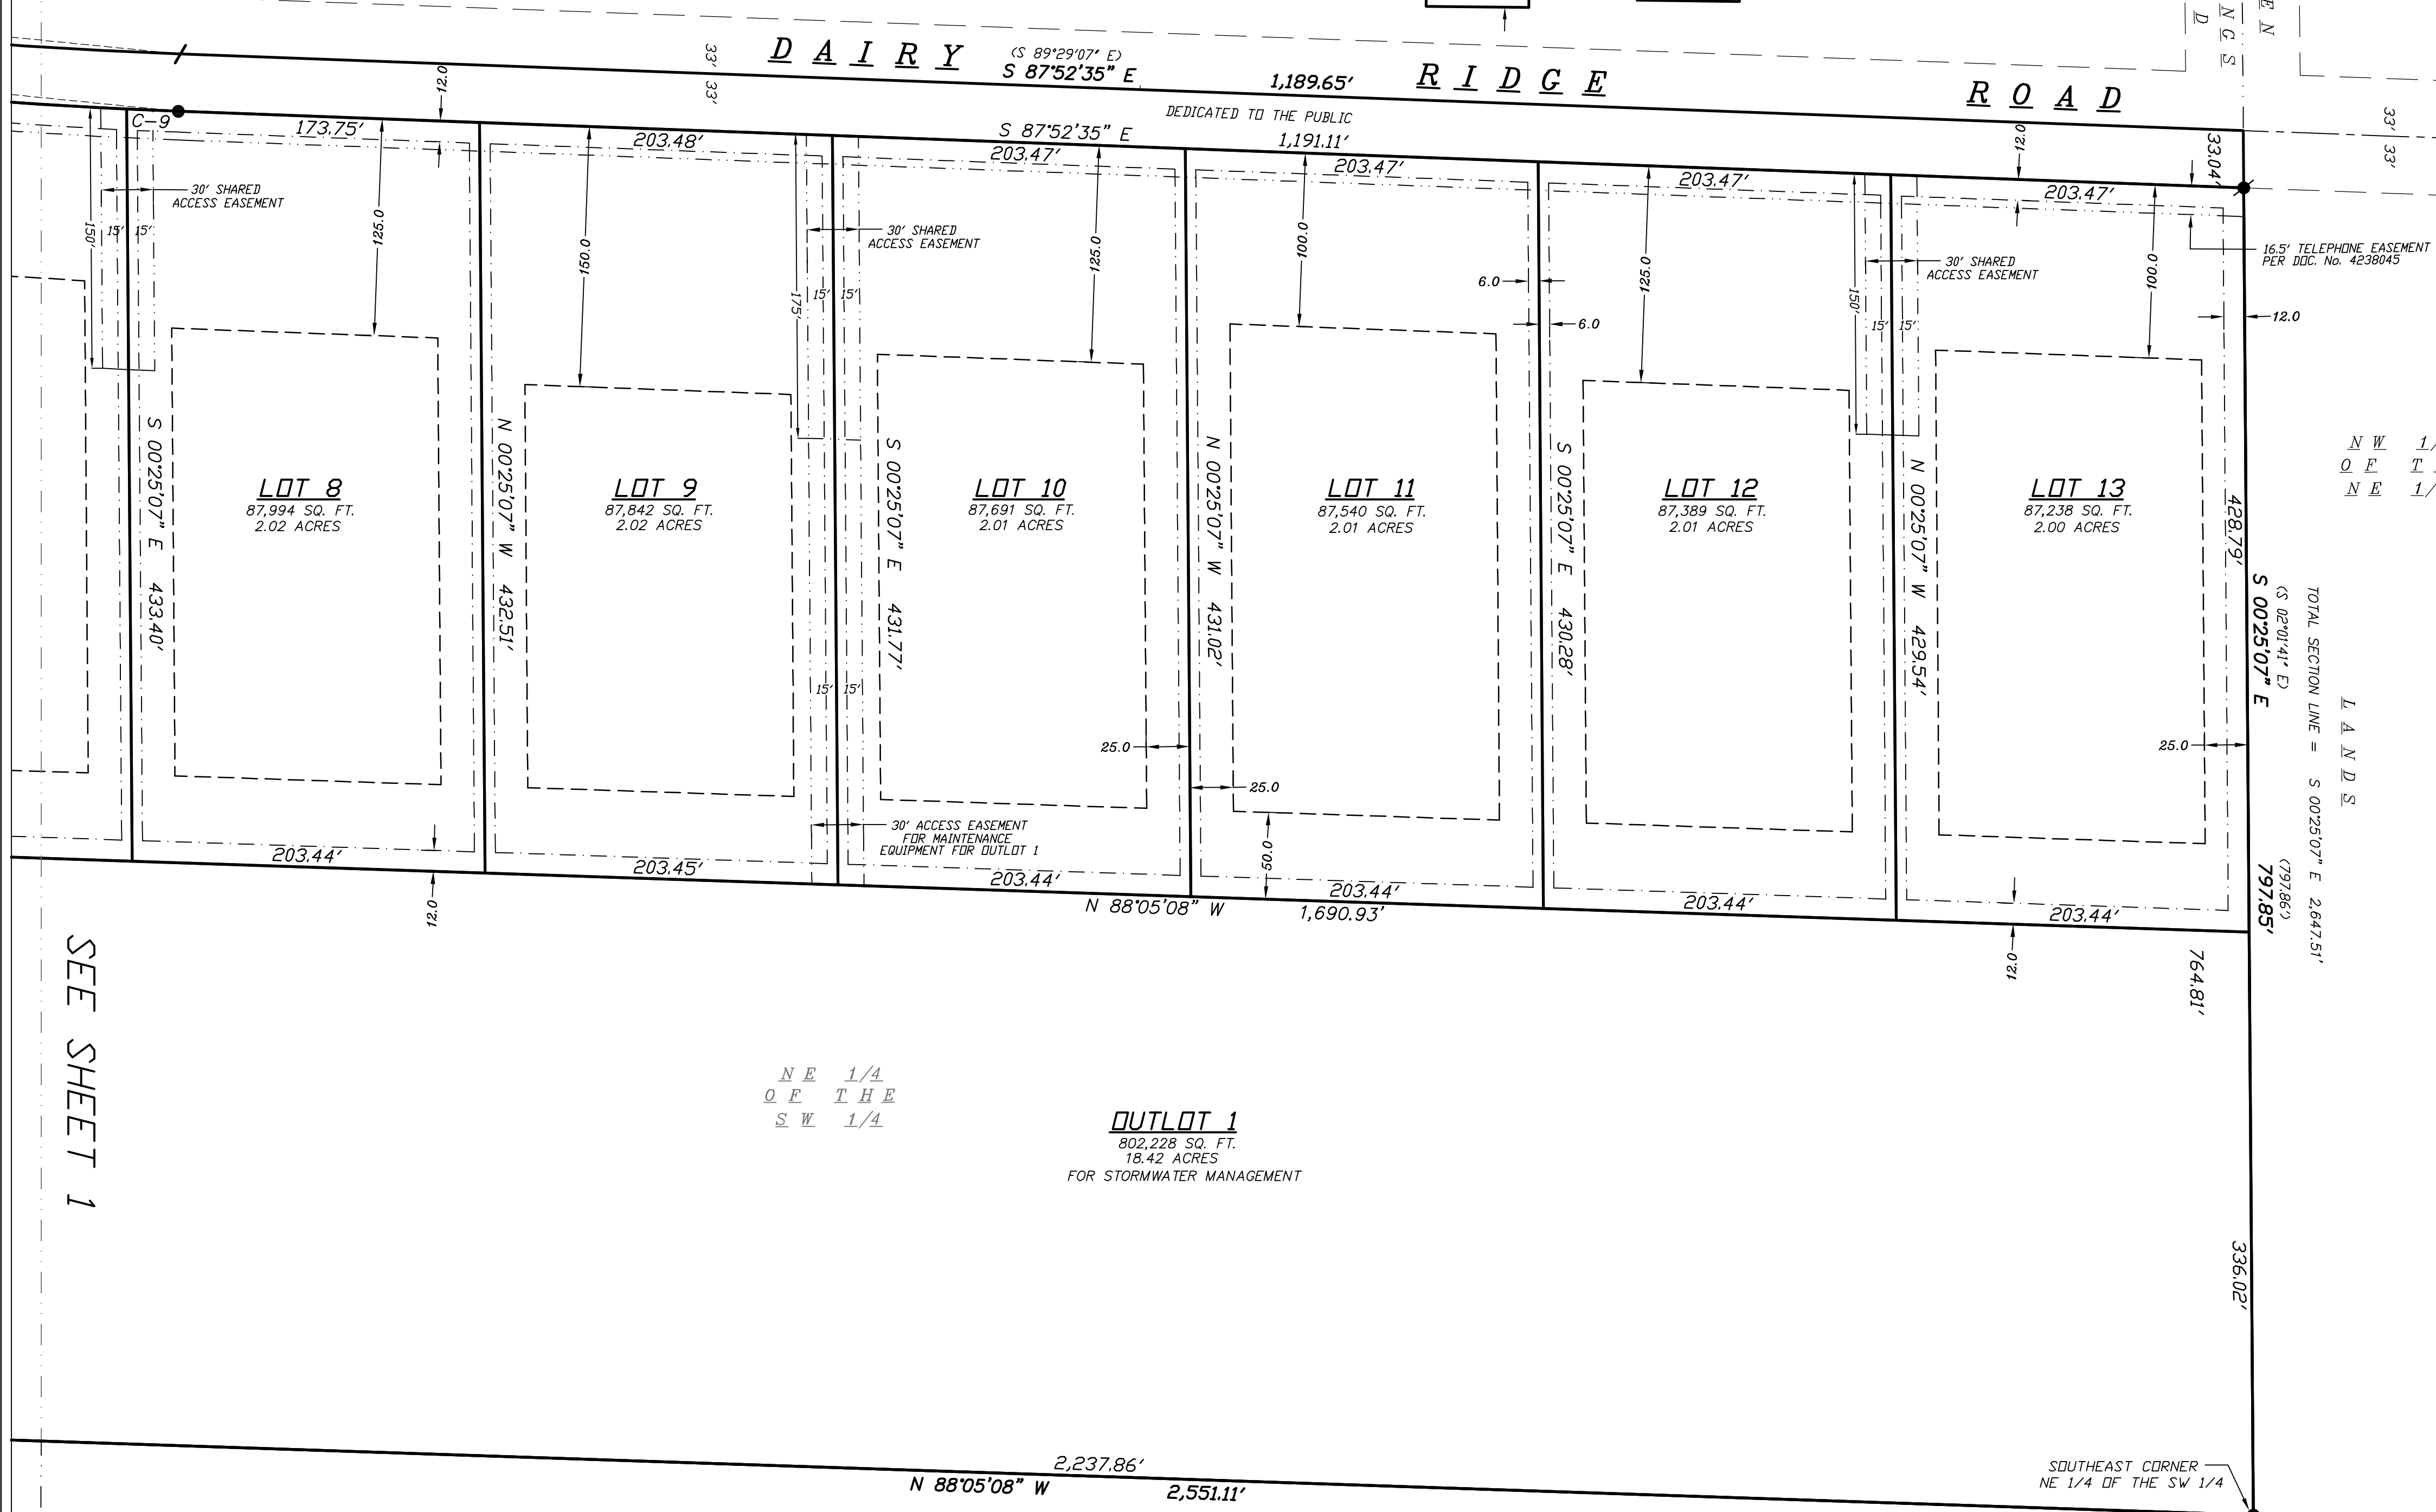 E N
N G S
D
D A I R Y R I D G E R O A D
(S 89°29'07" E)
S 87°52'35" E 1,189.65'
DEDICATED TO THE PUBLIC
S 87°52'35" E 1,191.11'
33' 33'
33' 33'
12.0
12.0
33.04'
C-9
173.75'
203.48'
203.47'
203.47'
203.47'
203.47'
30' SHARED
ACCESS EASEMENT
30' SHARED
ACCESS EASEMENT
30' SHARED
ACCESS EASEMENT
16.5' TELEPHONE EASEMENT
PER DOC. No. 4238045
150'
15' 15'
125.0
150.0
175'
15' 15'
125.0
100.0
6.0
6.0
125.0
150'
15' 15'
100.0
12.0
N W 1/
O F T
N E 1/
S 00°25'07" E 433.40'
LOT 8
87,994 SQ. FT.
2.02 ACRES
N 00°25'07" W 432.51'
LOT 9
87,842 SQ. FT.
2.02 ACRES
S 00°25'07" E 431.77'
LOT 10
87,691 SQ. FT.
2.01 ACRES
N 00°25'07" W 431.02'
LOT 11
87,540 SQ. FT.
2.01 ACRES
S 00°25'07" E 430.28'
LOT 12
87,389 SQ. FT.
2.01 ACRES
N 00°25'07" W 429.54'
LOT 13
87,238 SQ. FT.
2.00 ACRES
428.79'
S 00°25'07" E 797.85'
(S 02°01'41" E) (797.86')
TOTAL SECTION LINE = S 00°25'07" E 2,647.51'
L A N D S
15' 15'
25.0
25.0
25.0
50.0
30' ACCESS EASEMENT
FOR MAINTENANCE
EQUIPMENT FOR OUTLOT 1
203.44'
203.45'
203.44'
203.44'
203.44'
203.44'
12.0
12.0
N 88°05'08" W 1,690.93'
764.81'
SEE SHEET 1
N E 1/4
O F T H E
S W 1/4
OUTLOT 1
802,228 SQ. FT.
18.42 ACRES
FOR STORMWATER MANAGEMENT
336.02'
2,237.86'
N 88°05'08" W 2,551.11'
SOUTHEAST CORNER
NE 1/4 OF THE SW 1/4